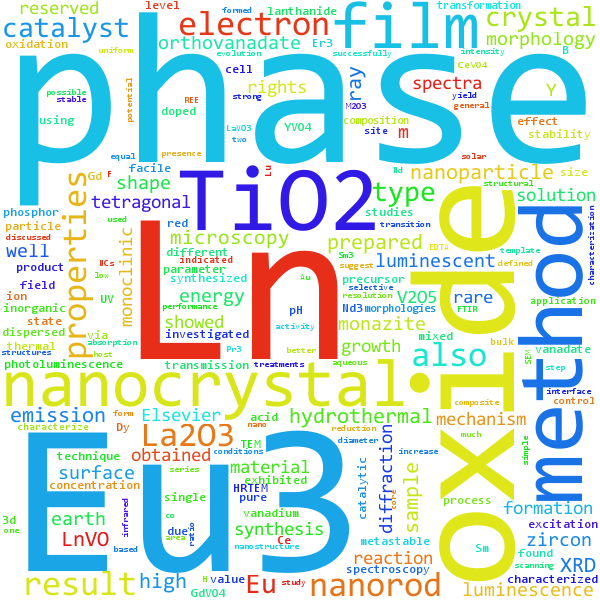 reserved
level
formed
lanthanide
transformation
catalyst
electron
film
crystal
oxidation
uniform
orthovanadate
Er3
evolution
successfully
intensity
B
morphology
phase
possible
stable
potential
REE
cell
strong
rights
ray
CeVO4
yield
spectra
Y
effect
using
doped
LaVO3
two
YVO4
M2O3
composition
site
m
general
stability
facile
equal
presence
TiO2
Lu
solar
Nd
nanoparticle
size
structural
properties
Gd
F
shape
tetragonal
type
oxide
phosphor
used
studies
transition
EDTA
template
solution
method
characterization
particle
discussed
red
microscopy
prepared
well
monoclinic
NCs
indicated
different
Sm3
suggest
luminescent
defined
product
low
parameter
synthesized
Au
resolution
selective
precursor
rare
application
ion
field
UV
performance
energy
pH
Nd3
morphologies
V2O5
FTIR
inorganic
state
showed
activity
monazite
bulk
SEM
vanadate
dispersed
via
investigated
better
growth
mixed
step
thermal
absorption
Pr3
aqueous
also
interface
structures
host
transmission
treatments
photoluminescence
Ln
nanocrystal
composite
control
simple
emission
form
Elsevier
acid
nano
reduction
hydrothermal
much
mechanism
characterize
Dy
La2O3
TEM
conditions
diameter
increase
Eu3
technique
obtained
material
catalytic
diffraction
sample
surface
series
HRTEM
exhibited
core
process
formation
concentration
single
pure
vanadium
excitation
3d
earth
co
one
LnVO
infrared
due
area
ratio
synthesis
nanostructure
Ce
metastable
Sm
found
zircon
scanning
XRD
based
reaction
spectroscopy
characterized
result
high
H
value
GdVO4
Eu
study
nanorod
luminescence